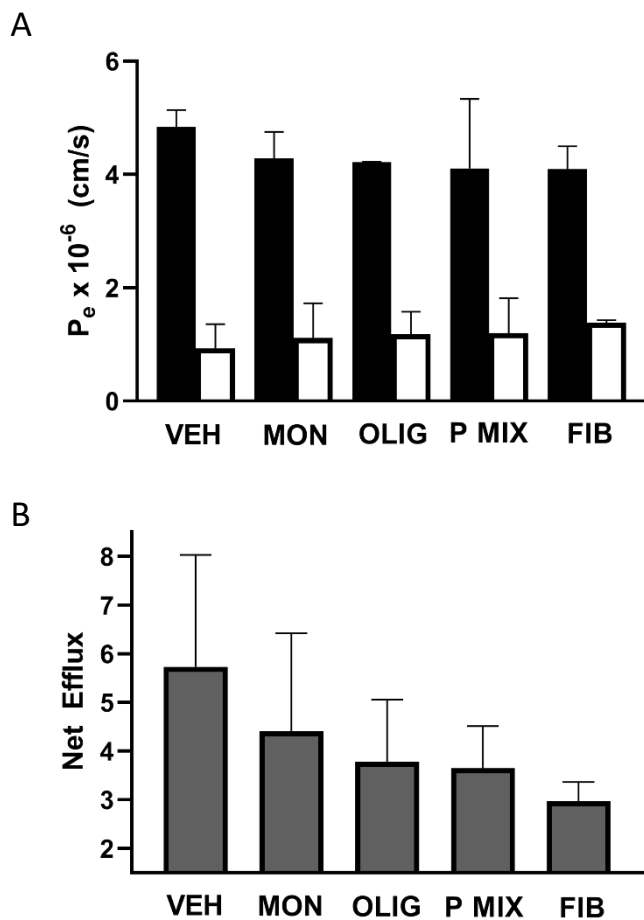 A
6
4
2
0
Pₑ x 10⁻⁶ (cm/s)
VEH MON OLIG P MIX FIB
B
8
7
6
5
4
3
2
Net Efflux
VEH MON OLIG P MIX FIB